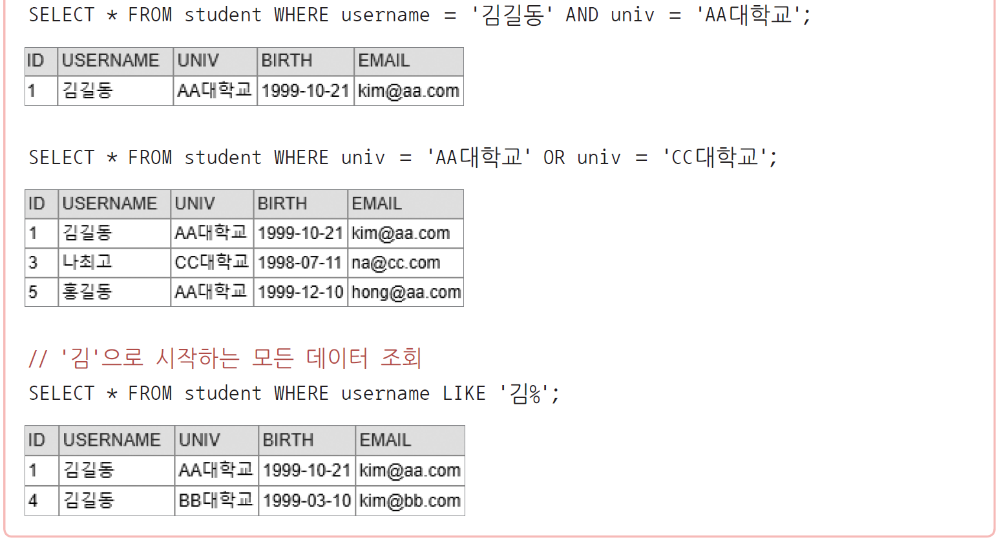 SELECT * FROM student WHERE username = '김길동' AND univ = 'AA대학교';
ID USERNAME UNIV BIRTH EMAIL
1 김길동 AA대학교 1999-10-21 kim@aa.com
SELECT * FROM student WHERE univ = 'AA대학교' OR univ = 'CC대학교';
ID USERNAME UNIV BIRTH EMAIL
1 김길동 AA대학교 1999-10-21 kim@aa.com
3 나최고 CC대학교 1998-07-11 na@cc.com
5 홍길동 AA대학교 1999-12-10 hong@aa.com
// '김'으로 시작하는 모든 데이터 조회
SELECT * FROM student WHERE username LIKE '김%';
ID USERNAME UNIV BIRTH EMAIL
1 김길동 AA대학교 1999-10-21 kim@aa.com
4 김길동 BB대학교 1999-03-10 kim@bb.com